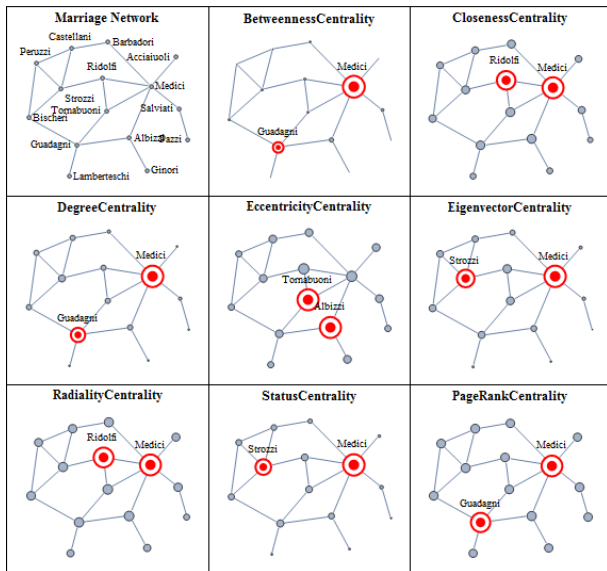 Marriage Network
Castellani
Barbadori
Peruzzi
Acciaiuoli
Ridolfi
Medici
Strozzi
Tornabuoni
Salviati
Bischeri
Albizzi
Pazzi
Guadagni
Lamberteschi
Ginori
BetweennessCentrality
Medici
Guadagni
ClosenessCentrality
Ridolfi
Medici
DegreeCentrality
Medici
Guadagni
EccentricityCentrality
Tornabuoni
Albizzi
EigenvectorCentrality
Strozzi
Medici
RadialityCentrality
Ridolfi
Medici
StatusCentrality
Strozzi
Medici
PageRankCentrality
Medici
Guadagni